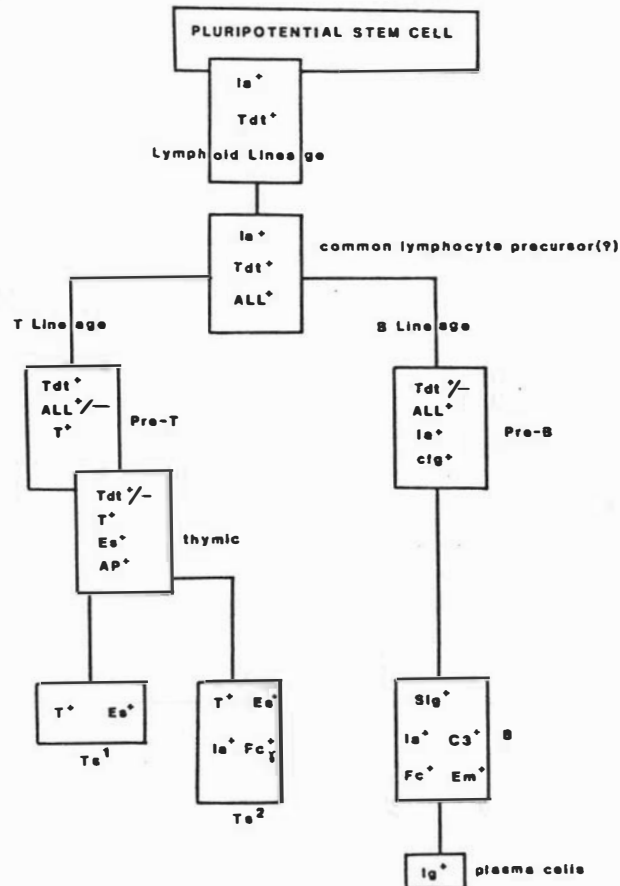 PLURIPOTENTIAL STEM CELL
Ia+
Tdt+
Lymphoid Lineage
Ia+
Tdt+
ALL+
common lymphocyte precursor(?)
T Lineage
B Lineage
Tdt+
ALL+/−
T+
Pre-T
Tdt+/−
ALL+
Ia+
cIg+
Pre-B
Tdt+/−
T+
Es+
AP+
thymic
T+ Es+
Ts1
T+ Es+
Ia+ Fc+γ
Ts2
SIg+
Ia+ C3+
Fc+ Em+
B
Ig+
plasma cells